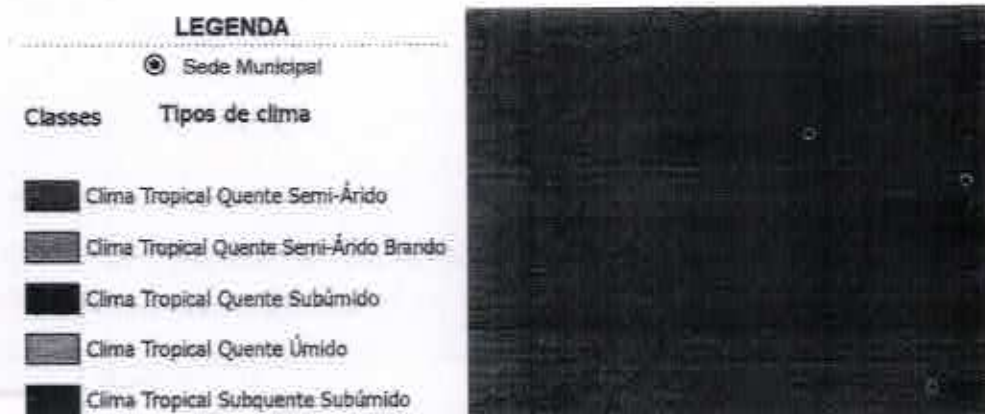 LEGENDA
Sede Municipal
Classes Tipos de clima
Clima Tropical Quente Semi-Árido
Clima Tropical Quente Semi-Árido Brando
Clima Tropical Quente Subúmido
Clima Tropical Quente Úmido
Clima Tropical Subquente Subúmido